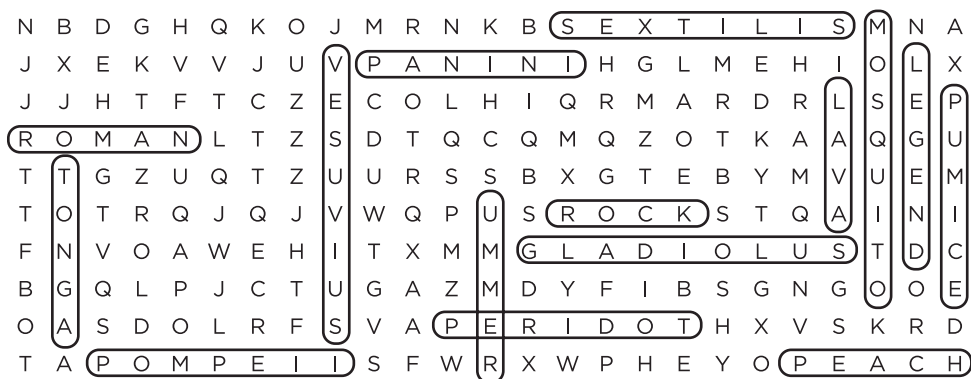 N B D G H Q K O J M R N K B S E X T I L I S M N A
J X E K V V J U V P A N I N I H G L M E H I O L X
J J H T F T C Z E C O L H I Q R M A R D R L S E P
R O M A N L T Z S D T Q C Q M Q Z O T K A A Q G U
T T G Z U Q T Z U U R S S B X G T E B Y M V U E M
T O T R Q J Q J V W Q P U S R O C K S T Q A I N I
F N V O A W E H I T X M M G L A D I O L U S T D C
B G Q L P J C T U G A Z M D Y F I B S G N G O O E
O A S D O L R F S V A P E R I D O T H X V S K R D
T A P O M P E I I S F W R X W P H E Y O P E A C H